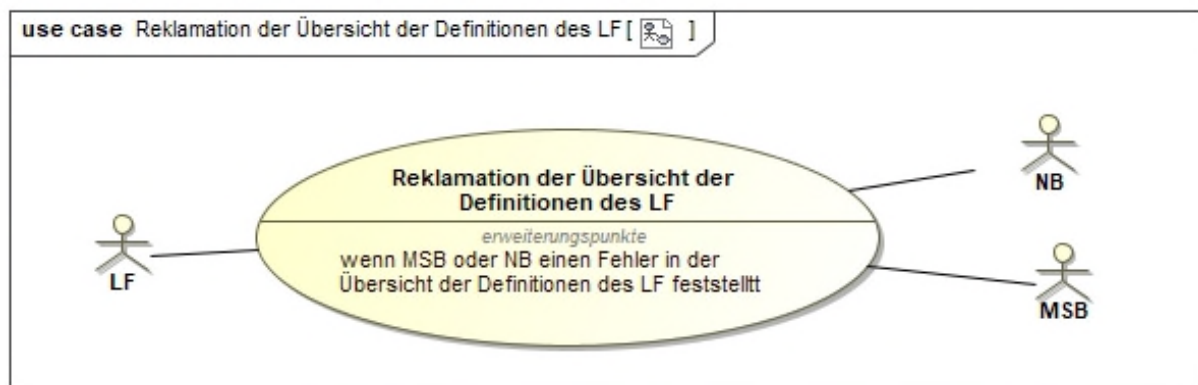 use case Reklamation der Übersicht der Definitionen des LF [ ]
Reklamation der Übersicht der
Definitionen des LF
erweiterungspunkte
wenn MSB oder NB einen Fehler in der
Übersicht der Definitionen des LF feststelltt
NB
LF
MSB